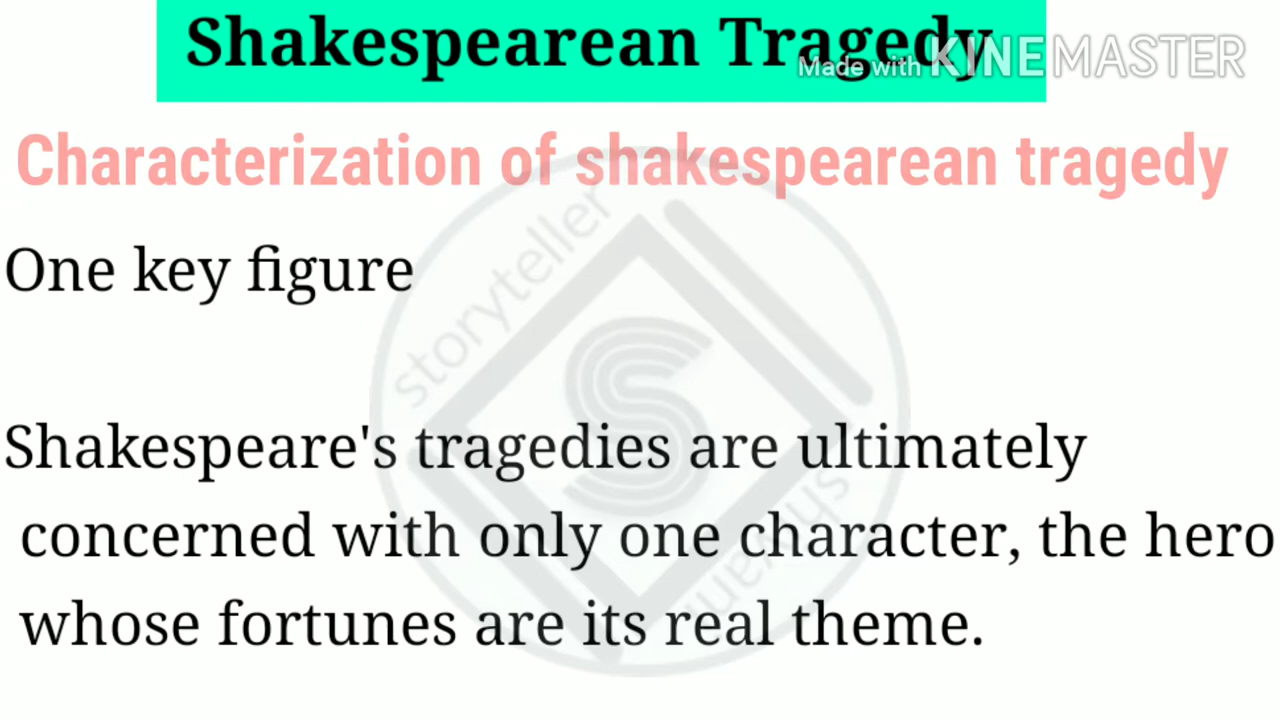 Shakespearean Tragedy
Made with KINEMASTER
Characterization of shakespearean tragedy
One key figure
storyteller
Shakespeare's tragedies are ultimately
concerned with only one character, the hero
whose fortunes are its real theme.
shivani